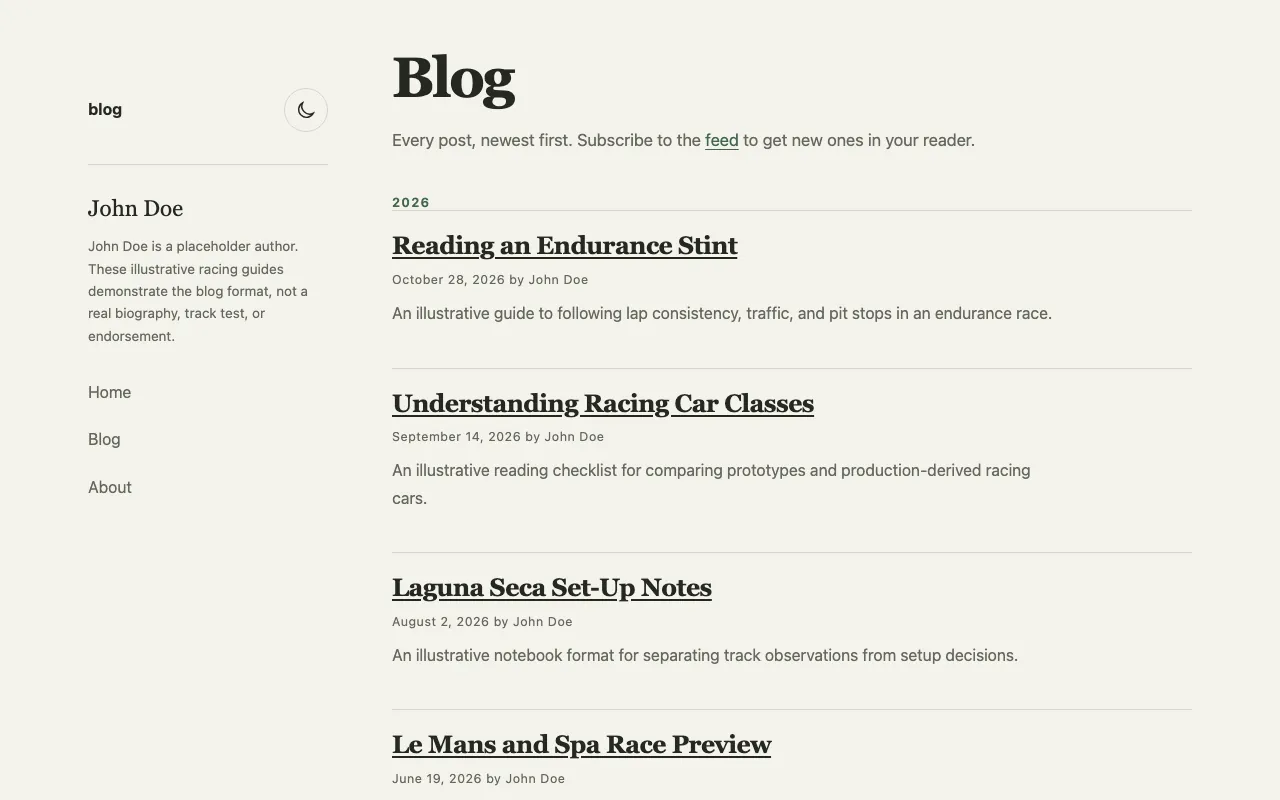 blog
John Doe
John Doe is a placeholder author.
These illustrative racing guides
demonstrate the blog format, not a
real biography, track test, or
endorsement.
Home
Blog
About
Blog
Every post, newest first. Subscribe to the feed to get new ones in your reader.
2026
Reading an Endurance Stint
October 28, 2026 by John Doe
An illustrative guide to following lap consistency, traffic, and pit stops in an endurance race.
Understanding Racing Car Classes
September 14, 2026 by John Doe
An illustrative reading checklist for comparing prototypes and production-derived racing
cars.
Laguna Seca Set-Up Notes
August 2, 2026 by John Doe
An illustrative notebook format for separating track observations from setup decisions.
Le Mans and Spa Race Preview
June 19, 2026 by John Doe